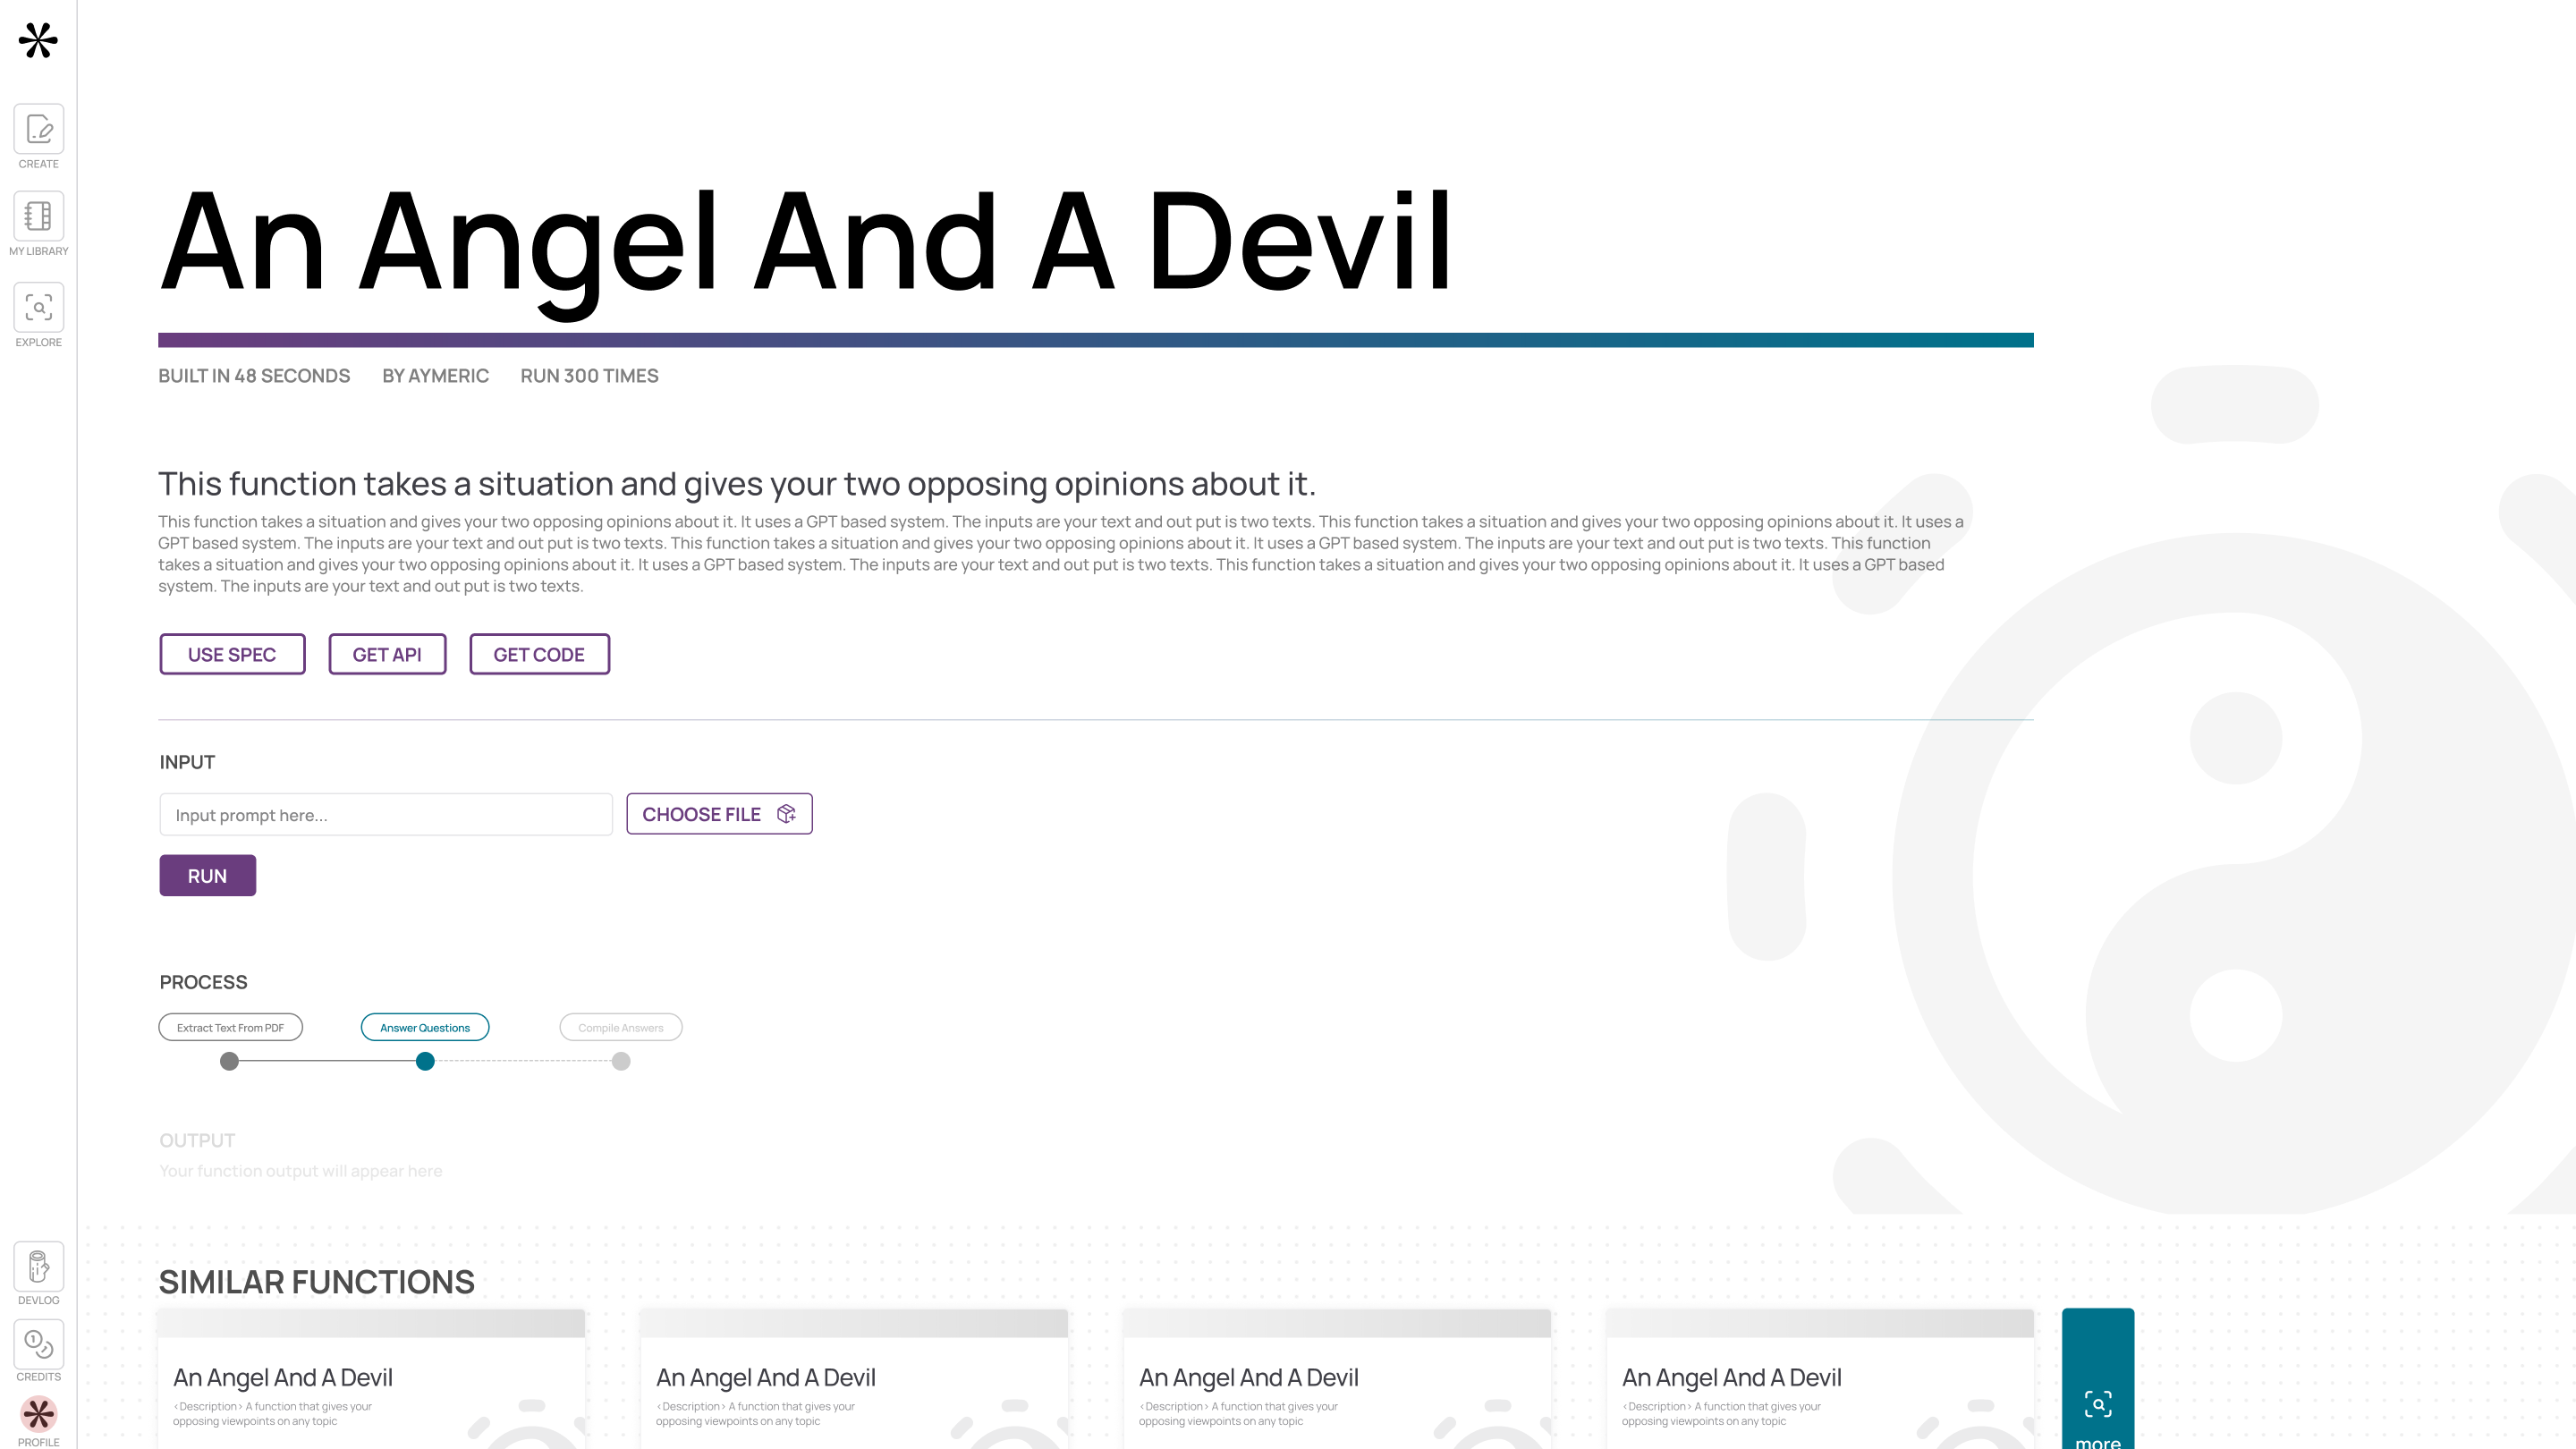 CREATE
MY LIBRARY
EXPLORE
An Angel And A Devil
BUILT IN 48 SECONDS BY AYMERIC RUN 300 TIMES
This function takes a situation and gives your two opposing opinions about it.
This function takes a situation and gives your two opposing opinions about it. It uses a GPT based system. The inputs are your text and out put is two texts. This function takes a situation and gives your two opposing opinions about it. It uses a
GPT based system. The inputs are your text and out put is two texts. This function takes a situation and gives your two opposing opinions about it. It uses a GPT based system. The inputs are your text and out put is two texts. This function
takes a situation and gives your two opposing opinions about it. It uses a GPT based system. The inputs are your text and out put is two texts. This function takes a situation and gives your two opposing opinions about it. It uses a GPT based
system. The inputs are your text and out put is two texts.
USE SPEC GET API GET CODE
INPUT
Input prompt here... CHOOSE FILE
RUN
PROCESS
Extract Text From PDF Answer Questions Compile Answers
OUTPUT
Your function output will appear here
SIMILAR FUNCTIONS
An Angel And A Devil
<Description> A function that gives your
opposing viewpoints on any topic
An Angel And A Devil
<Description> A function that gives your
opposing viewpoints on any topic
An Angel And A Devil
<Description> A function that gives your
opposing viewpoints on any topic
An Angel And A Devil
<Description> A function that gives your
opposing viewpoints on any topic
more
DEVLOG
1
CREDITS
PROFILE